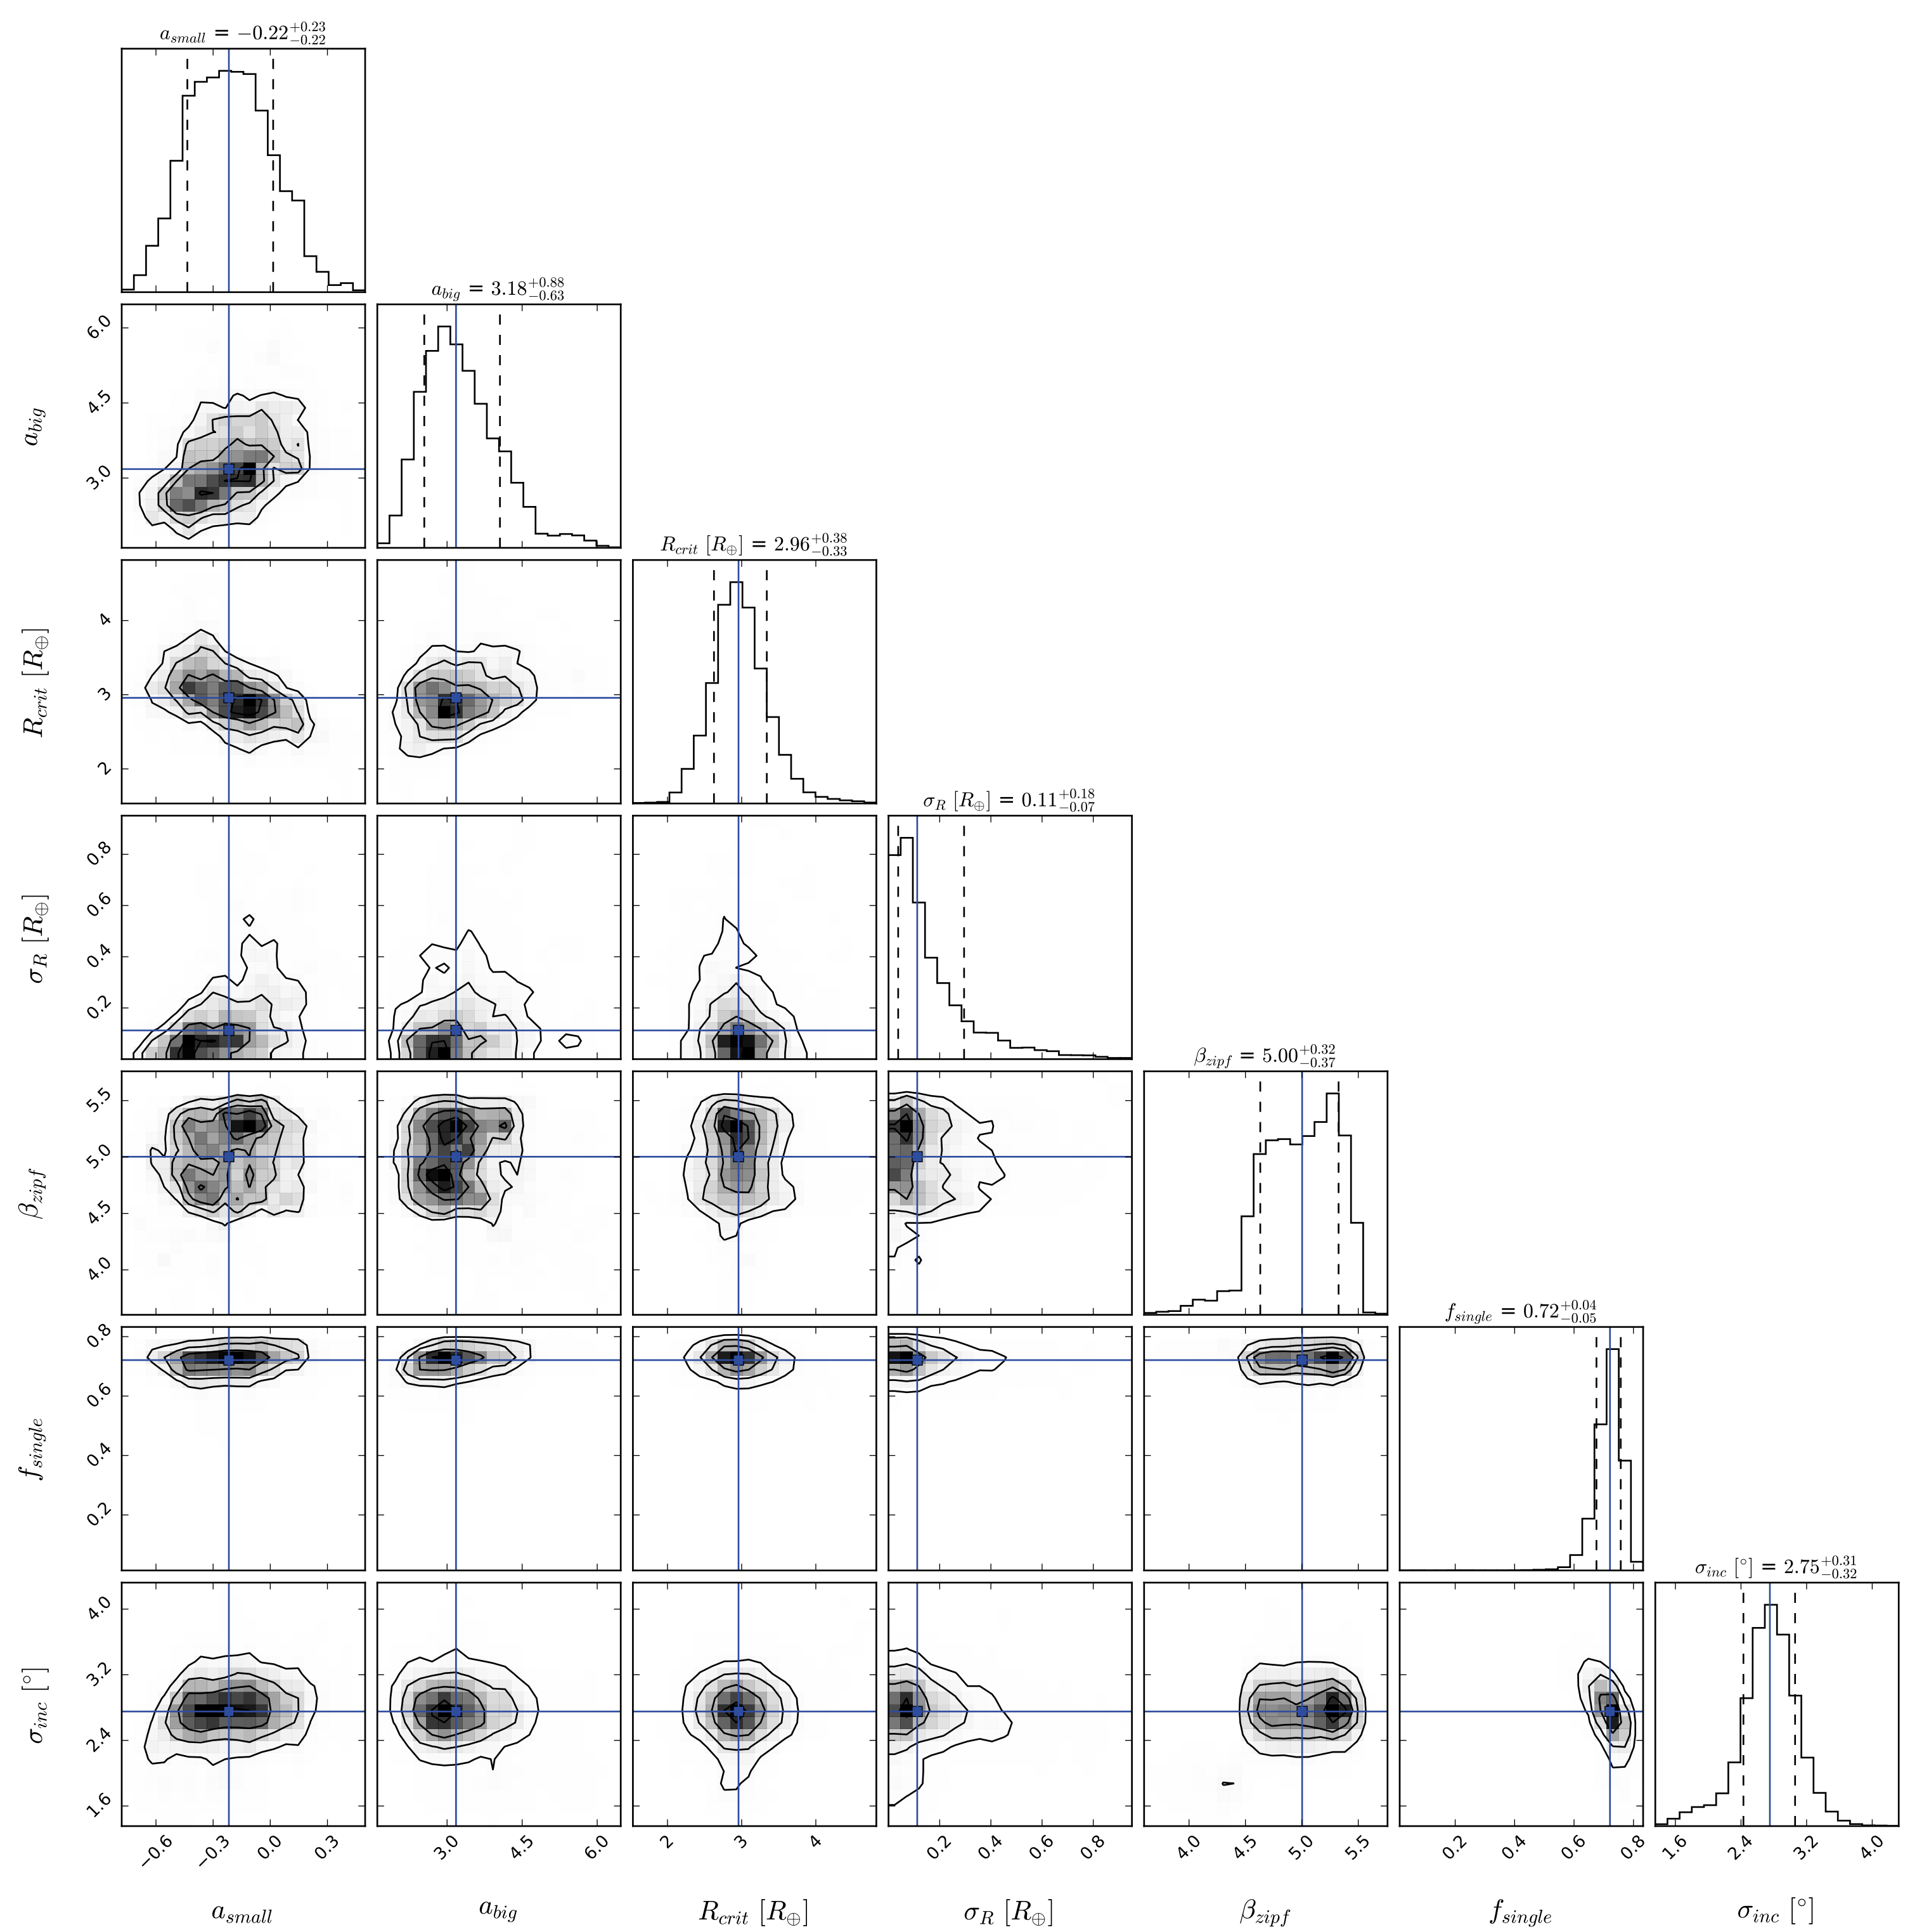 a_small = −0.22 +0.23 −0.22
a_big = 3.18 +0.88 −0.63
R_crit [R⊕] = 2.96 +0.38 −0.33
σ_R [R⊕] = 0.11 +0.18 −0.07
β_zipf = 5.00 +0.32 −0.37
f_single = 0.72 +0.04 −0.05
σ_inc [°] = 2.75 +0.31 −0.32
a_big
6.0
4.5
3.0
R_crit [R⊕]
4
3
2
σ_R [R⊕]
0.8
0.6
0.4
0.2
β_zipf
5.5
5.0
4.5
4.0
f_single
0.8
0.6
0.4
0.2
σ_inc [°]
4.0
3.2
2.4
1.6
−0.6 −0.3 0.0 0.3
3.0 4.5 6.0
2 3 4
0.2 0.4 0.6 0.8
4.0 4.5 5.0 5.5
0.2 0.4 0.6 0.8
1.6 2.4 3.2 4.0
a_small
a_big
R_crit [R⊕]
σ_R [R⊕]
β_zipf
f_single
σ_inc [°]